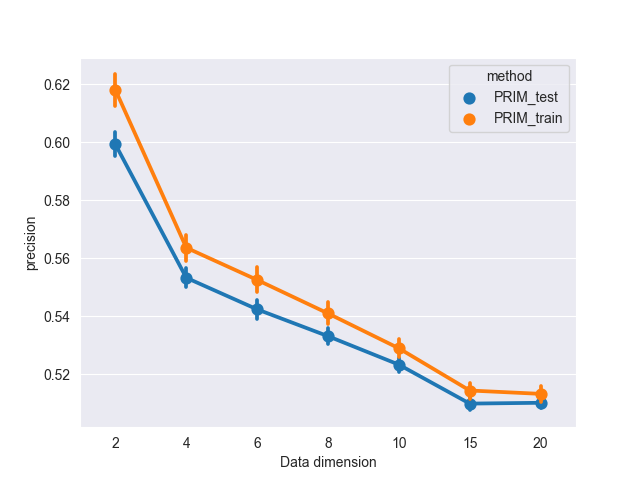 method
PRIM_test
PRIM_train
0.62
0.60
0.58
0.56
0.54
0.52
precision
2 4 6 8 10 15 20
Data dimension